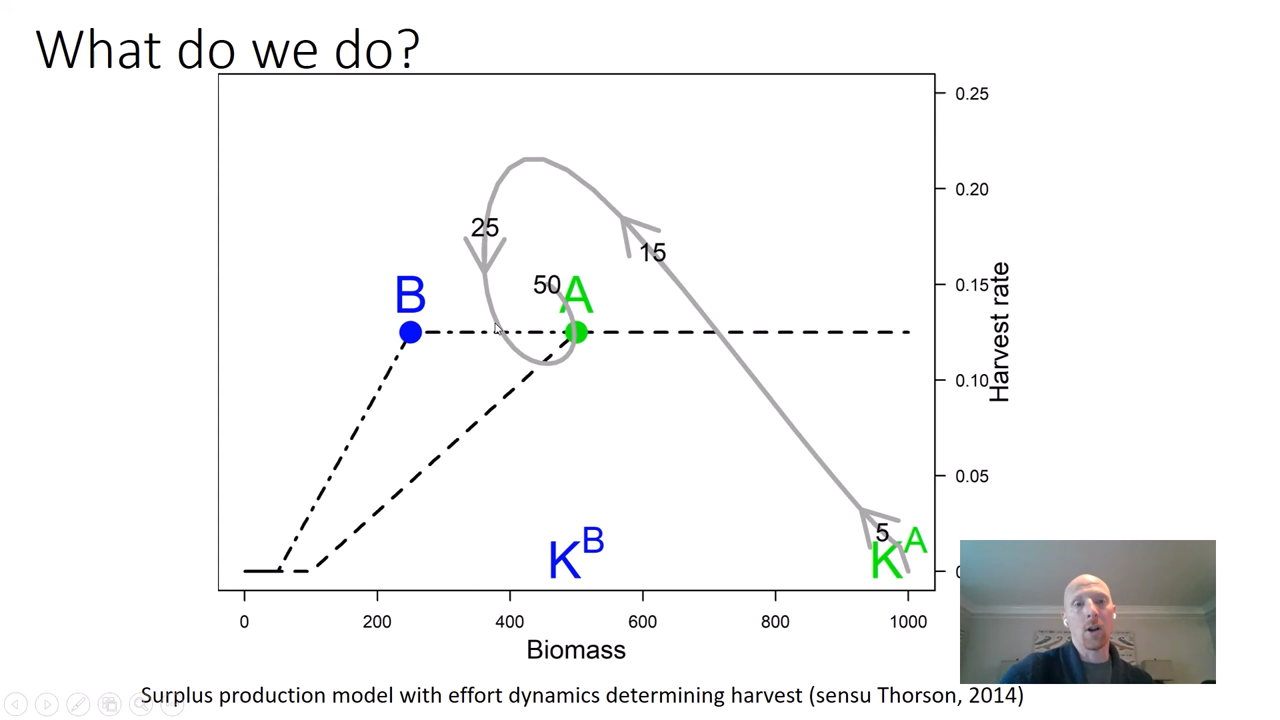 What do we do?
0.25
0.20
25
15
50
0.15
B
A
Harvest rate
0.10
0.05
5
K^B
K^A
0
200
400
600
800
1000
Biomass
Surplus production model with effort dynamics determining harvest (sensu Thorson, 2014)